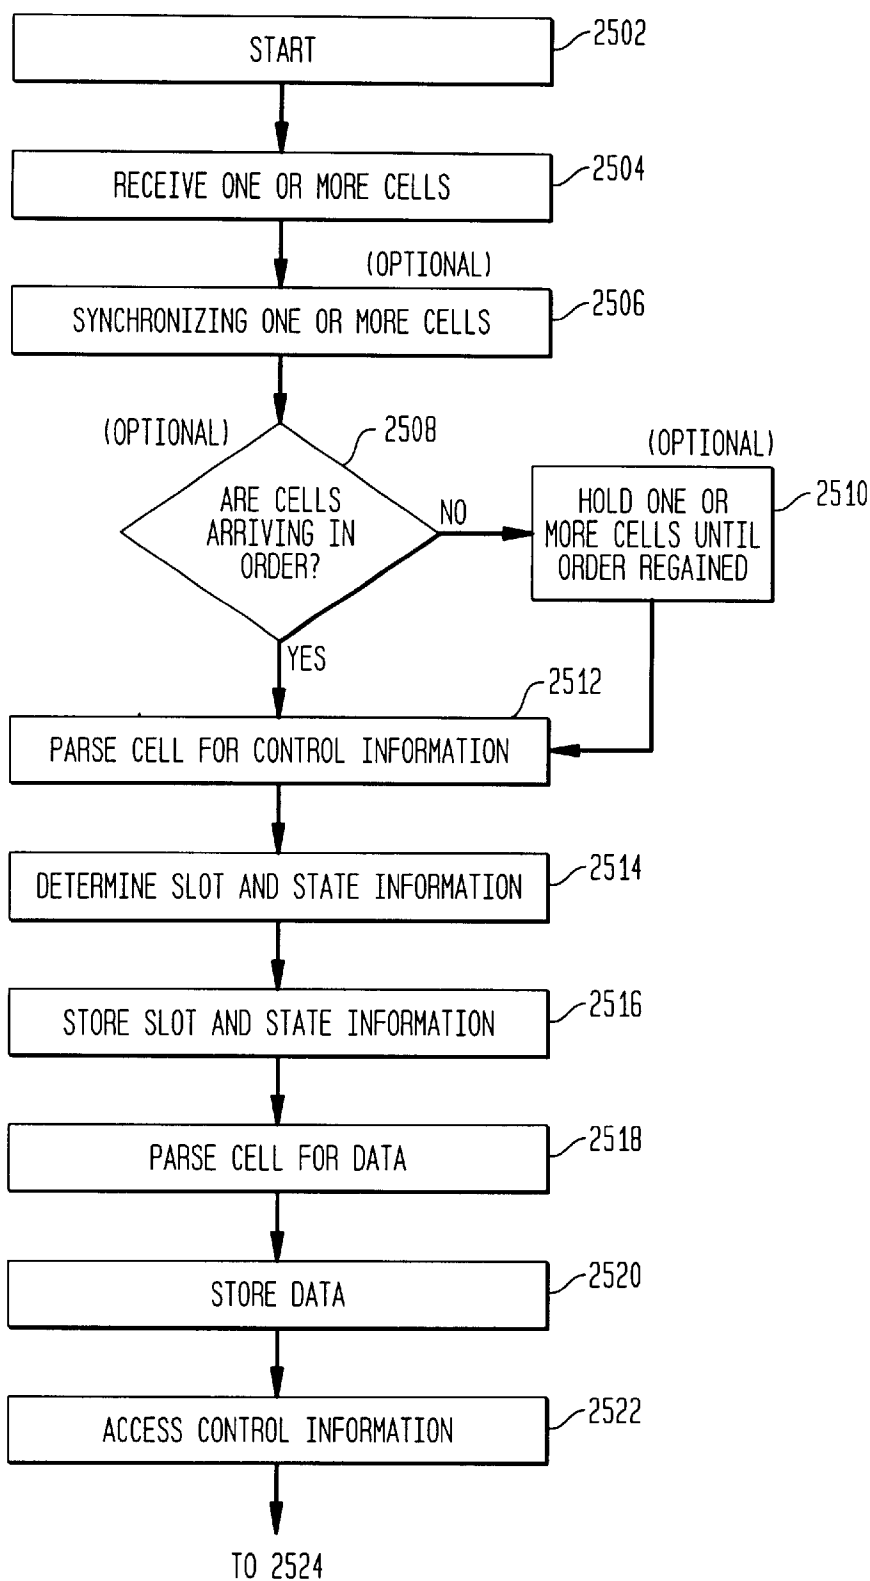 START
2502
RECEIVE ONE OR MORE CELLS
2504
(OPTIONAL)
SYNCHRONIZING ONE OR MORE CELLS
2506
(OPTIONAL)
2508
ARE CELLS
ARRIVING IN
ORDER?
NO
YES
(OPTIONAL)
2510
HOLD ONE OR
MORE CELLS UNTIL
ORDER REGAINED
2512
PARSE CELL FOR CONTROL INFORMATION
DETERMINE SLOT AND STATE INFORMATION
2514
STORE SLOT AND STATE INFORMATION
2516
PARSE CELL FOR DATA
2518
STORE DATA
2520
ACCESS CONTROL INFORMATION
2522
TO 2524